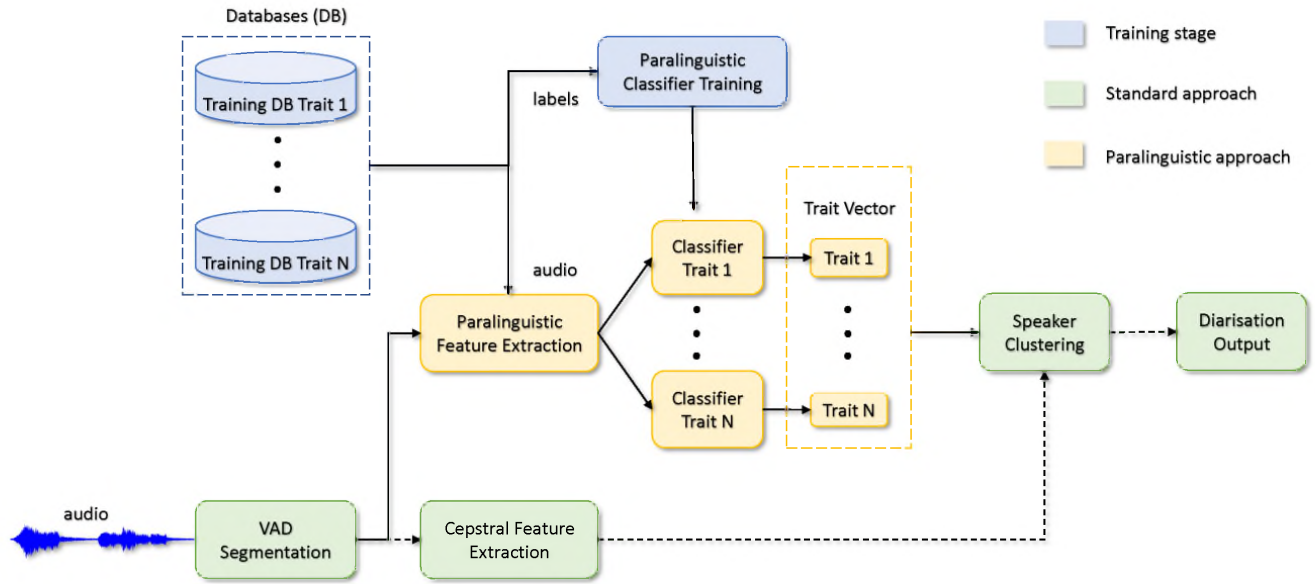 Databases (DB)
Training DB Trait 1
Training DB Trait N
labels
audio
Paralinguistic
Classifier Training
Training stage
Standard approach
Paralinguistic approach
Paralinguistic
Feature Extraction
Classifier
Trait 1
Classifier
Trait N
Trait Vector
Trait 1
Trait N
Speaker
Clustering
Diarisation
Output
audio
VAD
Segmentation
Cepstral Feature
Extraction